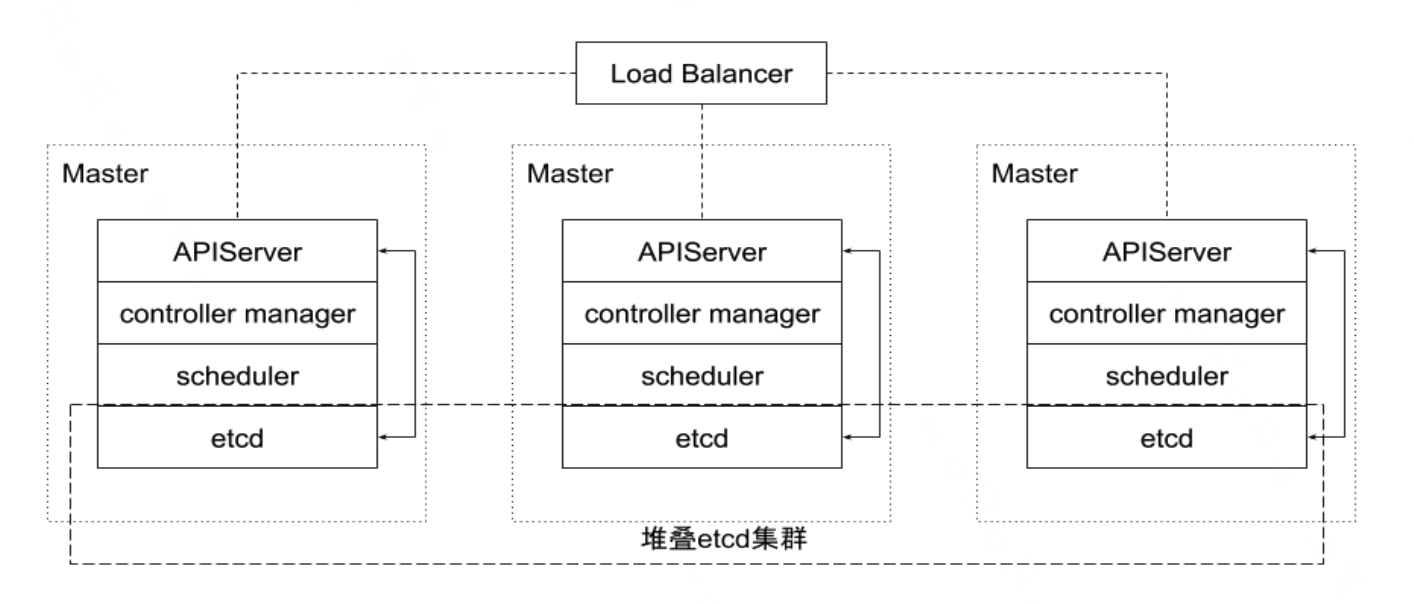 Load Balancer
Master
APIServer
controller manager
scheduler
etcd
Master
APIServer
controller manager
scheduler
etcd
Master
APIServer
controller manager
scheduler
etcd
堆叠etcd集群